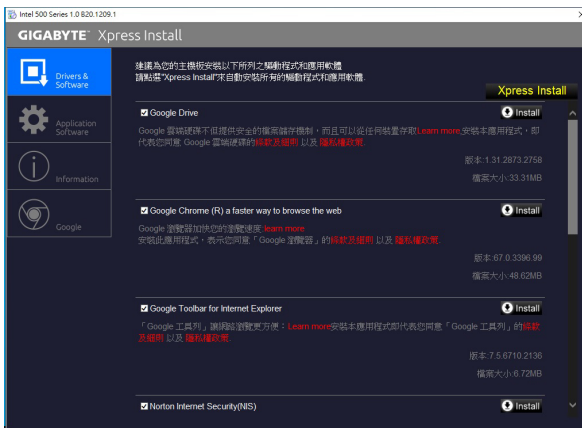 Intel 500 Series 1.0 B20.1209.1
GIGABYTE™ Xpress Install
Drivers & Software
Application Software
Information
Google
建議為您的主機板安裝以下所列之驅動程式和應用軟體
請點選"Xpress Install"來自動安裝所有的驅動程式和應用軟體.
Xpress Install
Google Drive
Install
Google 雲端硬碟不但提供安全的檔案儲存機制，而且可以從任何裝置存取Learn more,安裝本應用程式，即
代表您同意 Google 雲端硬碟的條款及細則 以及 隱私權政策.
版本:1.31.2873.2758
檔案大小:33.31MB
Google Chrome (R) a faster way to browse the web
Install
Google 瀏覽器加快您的瀏覽速度:learn more
安裝此應用程式，表示您同意「Google 瀏覽器」的條款及細則 以及 隱私權政策.
版本:67.0.3396.99
檔案大小:48.62MB
Google Toolbar for Internet Explorer
Install
「Google 工具列」讓網路瀏覽更方便：Learn more安裝本應用程式即代表您同意「Google 工具列」的條款
及細則 以及 隱私權政策.
版本:7.5.6710.2136
檔案大小:6.72MB
Norton Internet Security(NIS)
Install